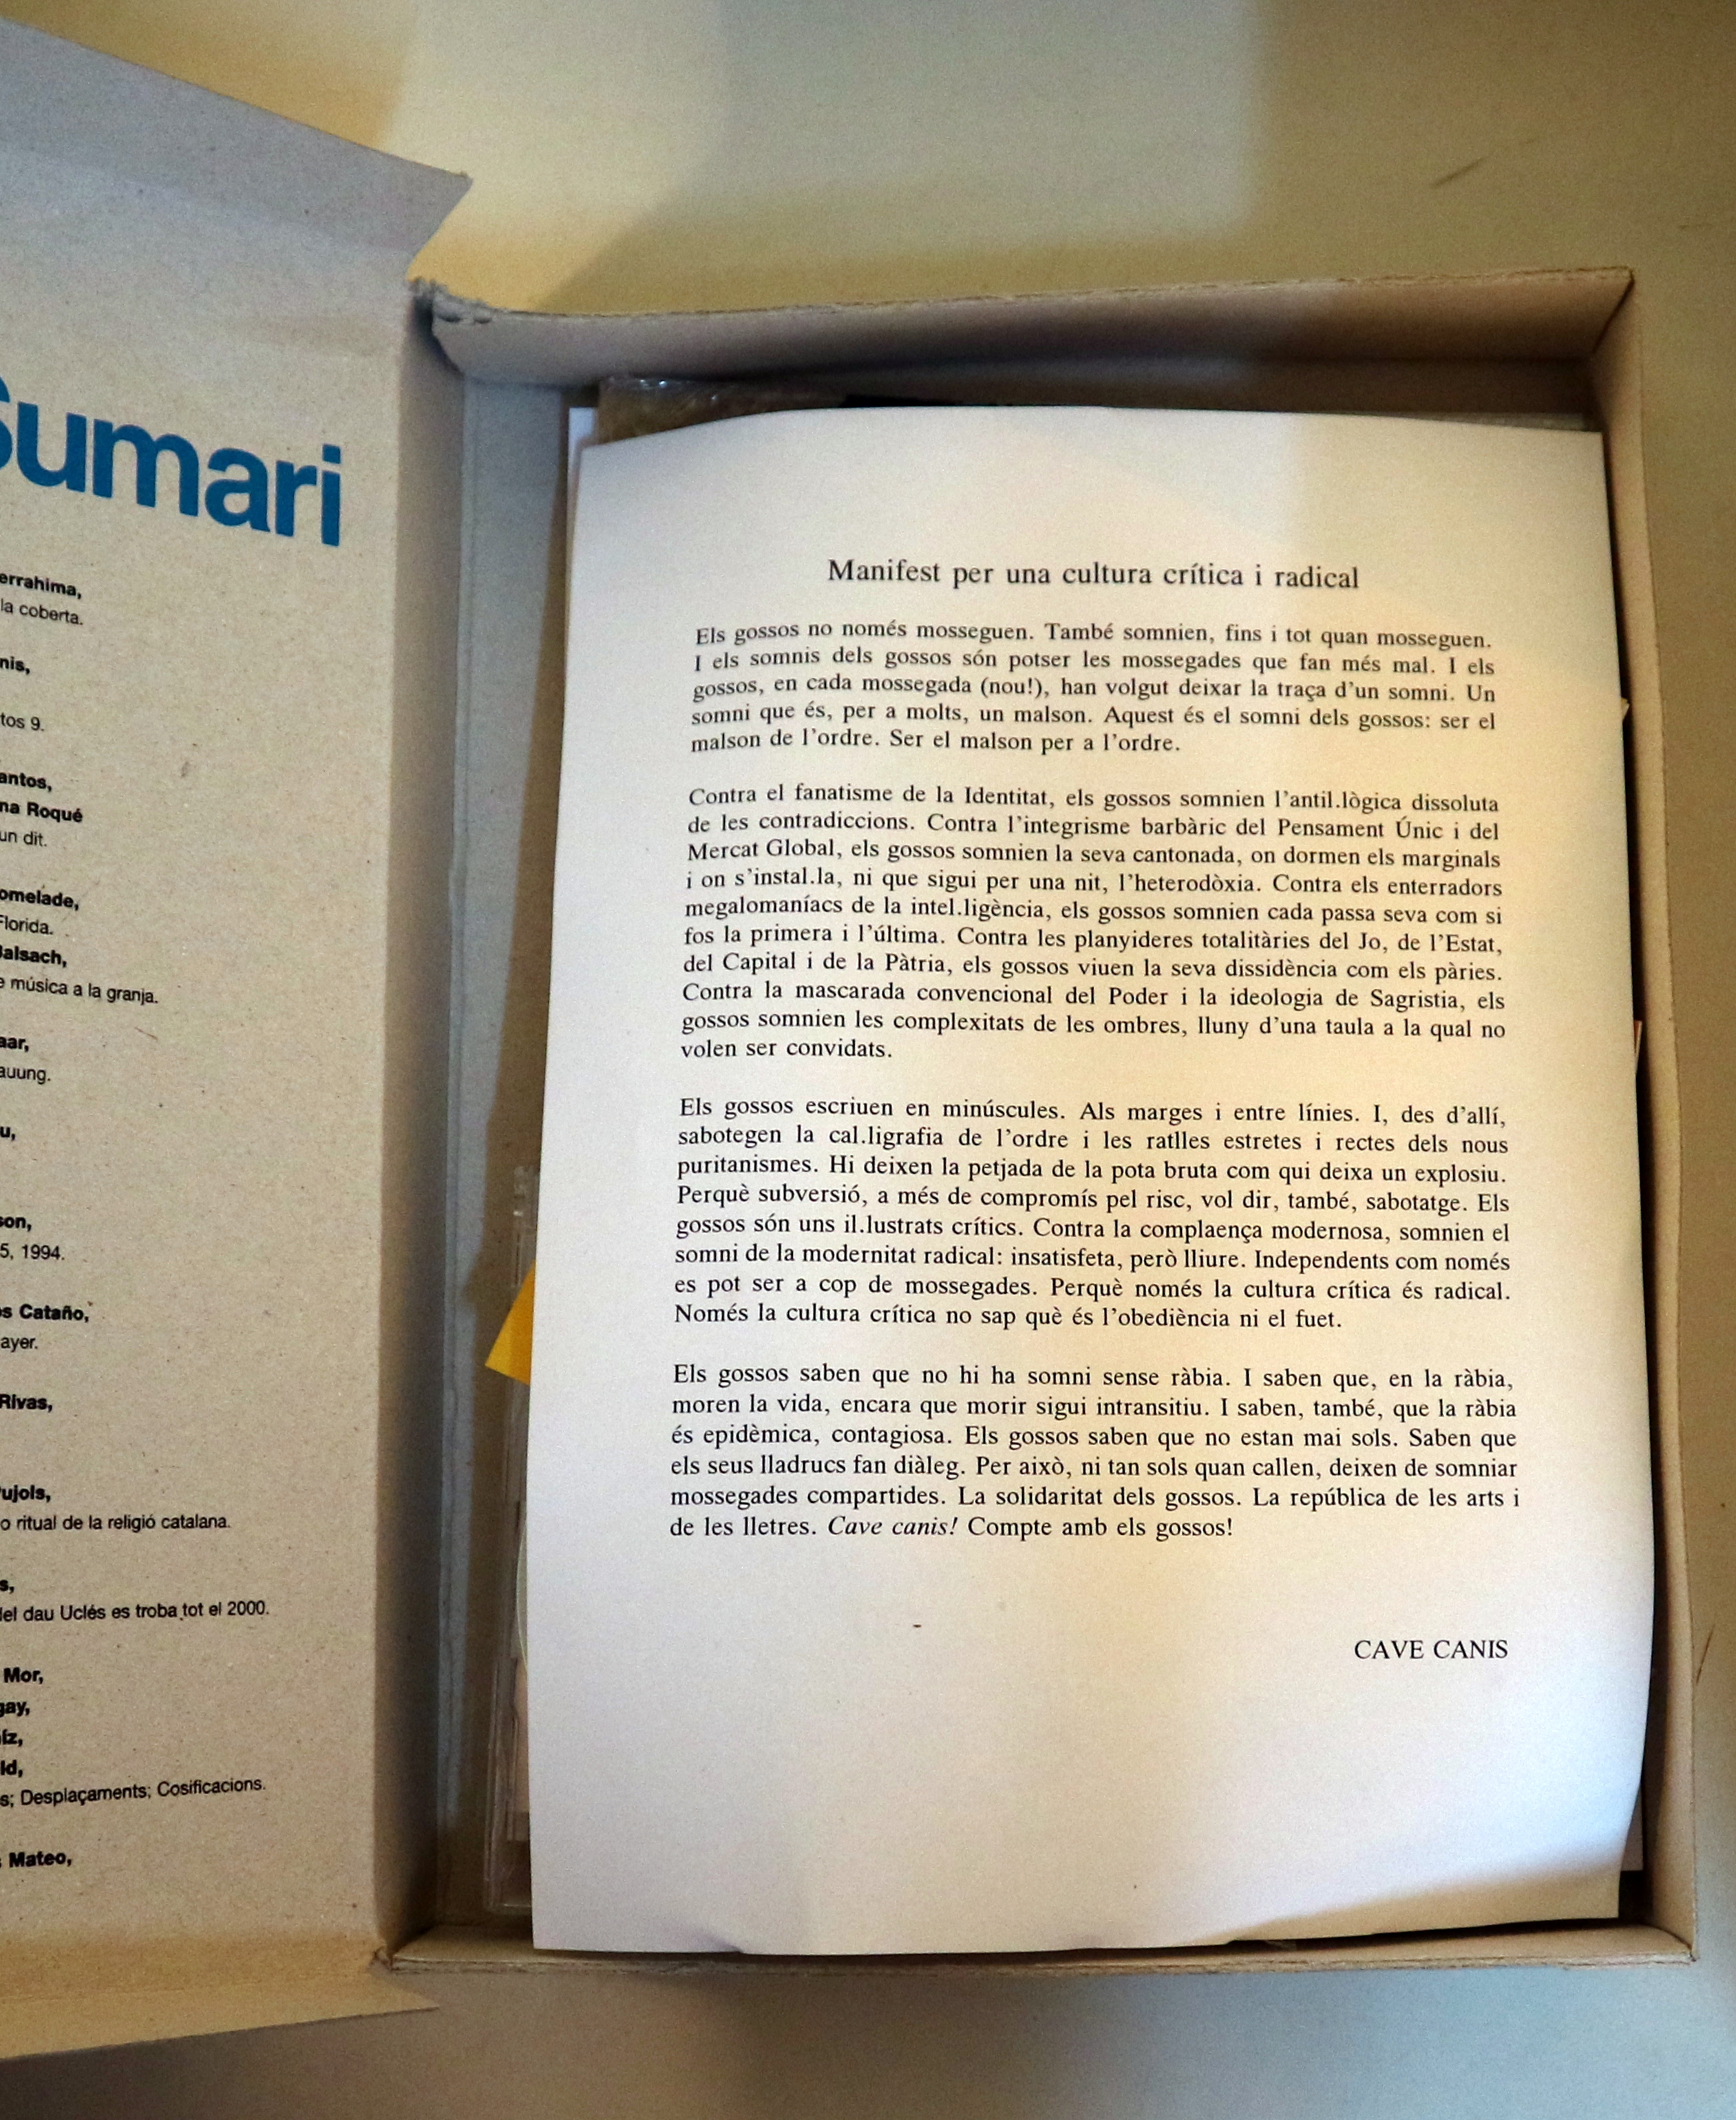 Sumari
la coberta.
tos 9.
na Roqué
un dit.
Florida.
música a la granja.
5, 1994.
Cataño,
Rivas,
ritual de la religió catalana.
dau Uclés es troba tot el 2000.
Mor,
Desplaçaments; Cosificacions.
Mateo,
Manifest per una cultura crítica i radical
Els gossos no només mosseguen. També somnien, fins i tot quan mosseguen.
I els somnis dels gossos són potser les mossegades que fan més mal. I els
gossos, en cada mossegada (nou!), han volgut deixar la traça d'un somni. Un
somni que és, per a molts, un malson. Aquest és el somni dels gossos: ser el
malson de l'ordre. Ser el malson per a l'ordre.
Contra el fanatisme de la Identitat, els gossos somnien l'antil.lògica dissoluta
de les contradiccions. Contra l'integrisme barbàric del Pensament Únic i del
Mercat Global, els gossos somnien la seva cantonada, on dormen els marginals
i on s'instal.la, ni que sigui per una nit, l'heterodòxia. Contra els enterradors
megalomaníacs de la intel.ligència, els gossos somnien cada passa seva com si
fos la primera i l'última. Contra les planyideres totalitàries del Jo, de l'Estat,
del Capital i de la Pàtria, els gossos viuen la seva dissidència com els pàries.
Contra la mascarada convencional del Poder i la ideologia de Sagristia, els
gossos somnien les complexitats de les ombres, lluny d'una taula a la qual no
volen ser convidats.
Els gossos escriuen en minúscules. Als marges i entre línies. I, des d'allí,
sabotegen la cal.ligrafia de l'ordre i les ratlles estretes i rectes dels nous
puritanismes. Hi deixen la petjada de la pota bruta com qui deixa un explosiu.
Perquè subversió, a més de compromís pel risc, vol dir, també, sabotatge. Els
gossos són uns il.lustrats crítics. Contra la complaença modernosa, somnien el
somni de la modernitat radical: insatisfeta, però lliure. Independents com només
es pot ser a cop de mossegades. Perquè només la cultura crítica és radical.
Només la cultura crítica no sap què és l'obediència ni el fuet.
Els gossos saben que no hi ha somni sense ràbia. I saben que, en la ràbia,
moren la vida, encara que morir sigui intransitiu. I saben, també, que la ràbia
és epidèmica, contagiosa. Els gossos saben que no estan mai sols. Saben que
els seus lladrucs fan diàleg. Per això, ni tan sols quan callen, deixen de somniar
mossegades compartides. La solidaritat dels gossos. La república de les arts i
de les lletres. Cave canis! Compte amb els gossos!
CAVE CANIS